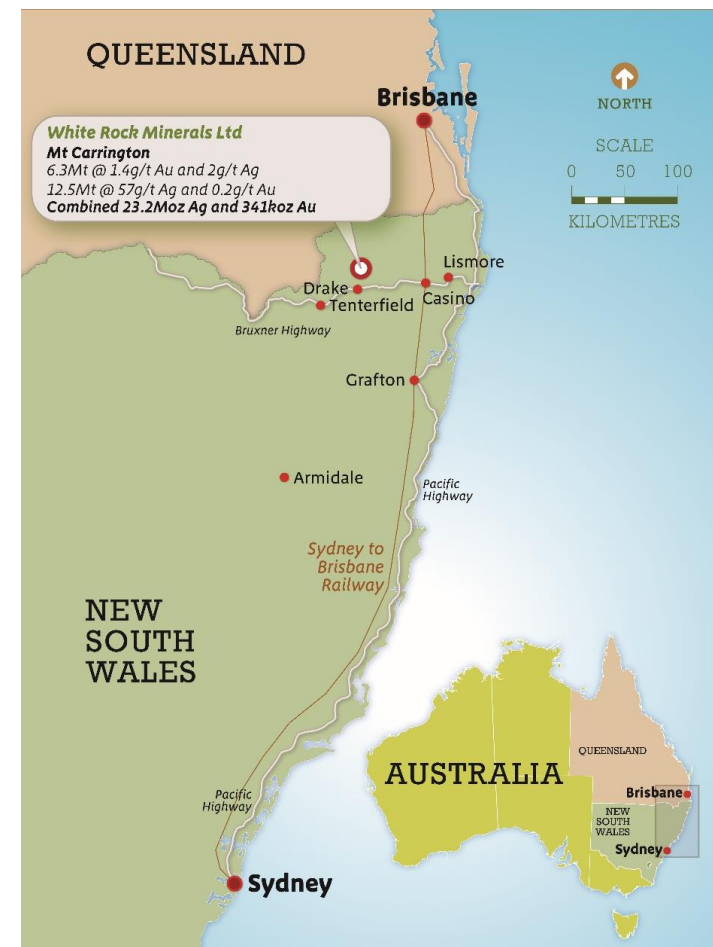 QUEENSLAND
Brisbane
NORTH
SCALE
0 50 100
KILOMETRES
White Rock Minerals Ltd
Mt Carrington
6.3Mt @ 1.4g/t Au and 2g/t Ag
12.5Mt @ 57g/t Ag and 0.2g/t Au
Combined 23.2Moz Ag and 341koz Au
Lismore
Drake
Casino
Tenterfield
Bruxner Highway
Grafton
Armidale
Pacific
Highway
Sydney to
Brisbane
Railway
NEW
SOUTH
WALES
Pacific
Highway
Sydney
AUSTRALIA
QUEENSLAND
Brisbane
NEW
SOUTH
WALES
Sydney